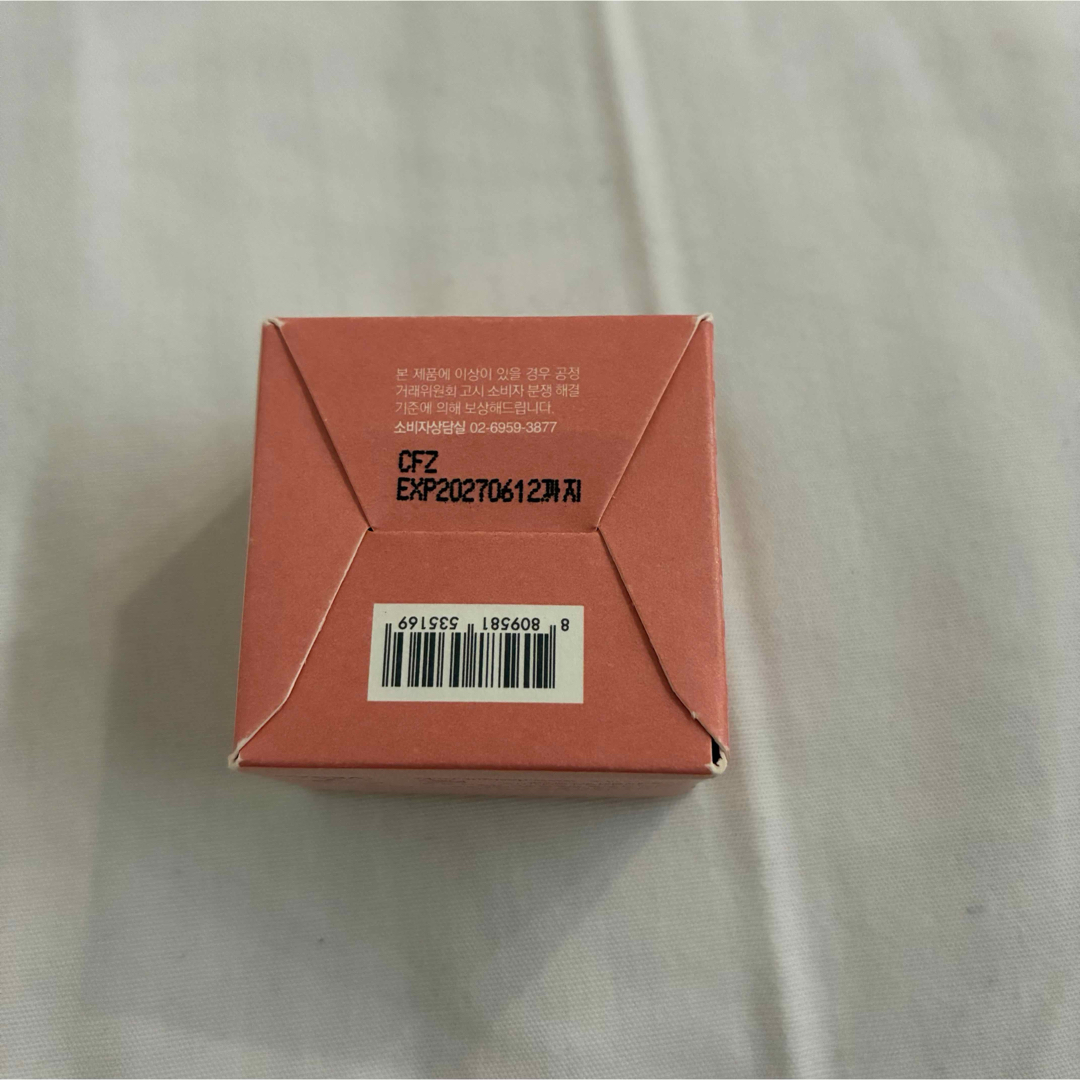 본 제품에 이상이 있을 경우 공정
거래위원회 고시 소비자 분쟁 해결
기준에 의해 보상해드립니다.
소비자상담실 02-6959-3877
CFZ
EXP20270612까지
8 809581 535169